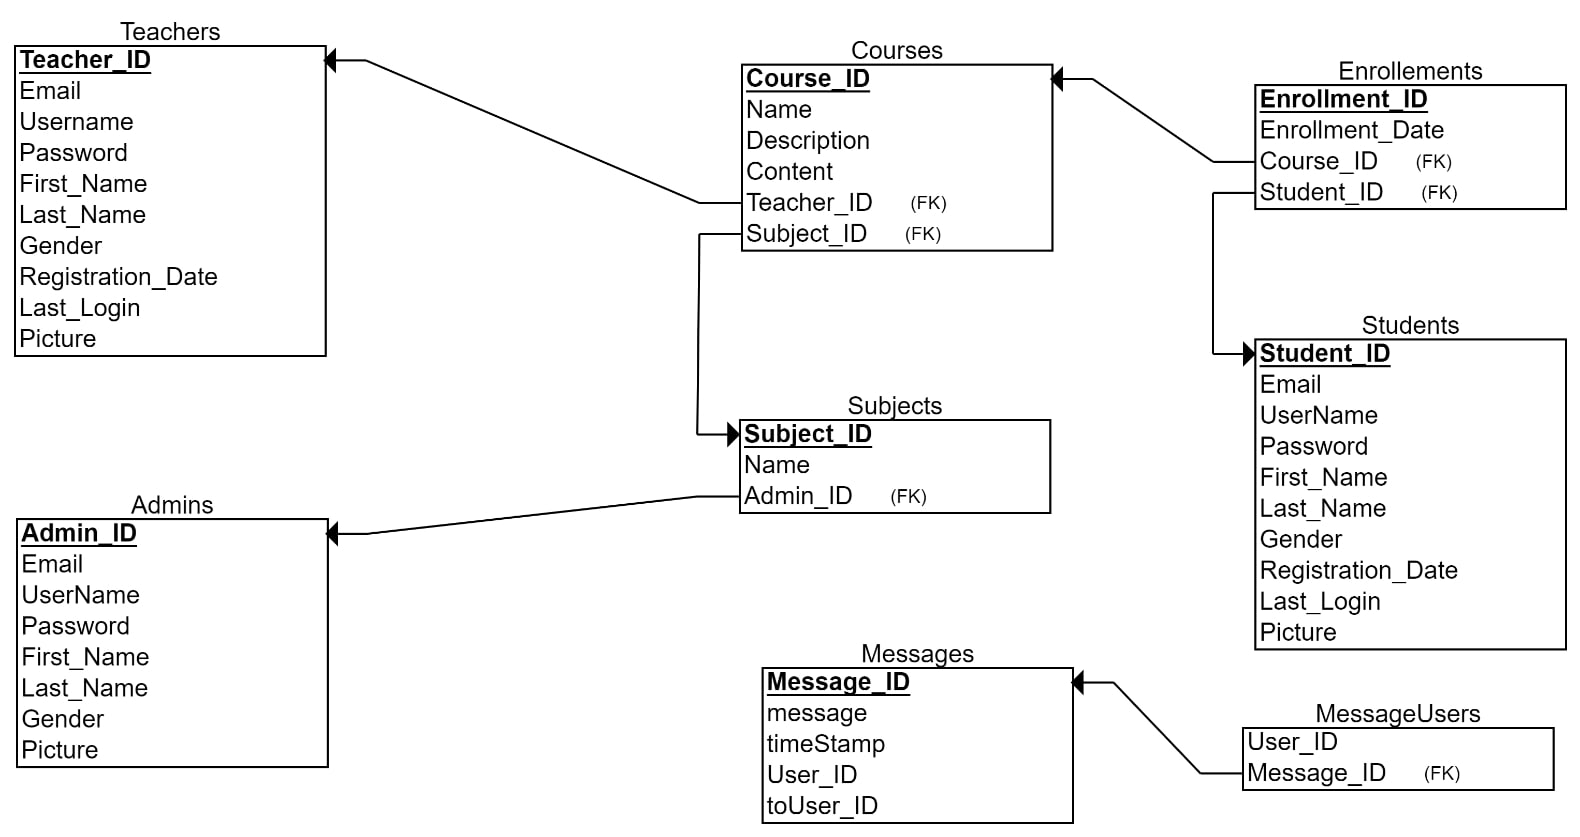 Teachers
Teacher_ID
Email
Username
Password
First_Name
Last_Name
Gender
Registration_Date
Last_Login
Picture
Courses
Course_ID
Name
Description
Content
Teacher_ID (FK)
Subject_ID (FK)
Enrollements
Enrollment_ID
Enrollment_Date
Course_ID (FK)
Student_ID (FK)
Students
Student_ID
Email
UserName
Password
First_Name
Last_Name
Gender
Registration_Date
Last_Login
Picture
Subjects
Subject_ID
Name
Admin_ID (FK)
Admins
Admin_ID
Email
UserName
Password
First_Name
Last_Name
Gender
Picture
Messages
Message_ID
message
timeStamp
User_ID
toUser_ID
MessageUsers
User_ID
Message_ID (FK)